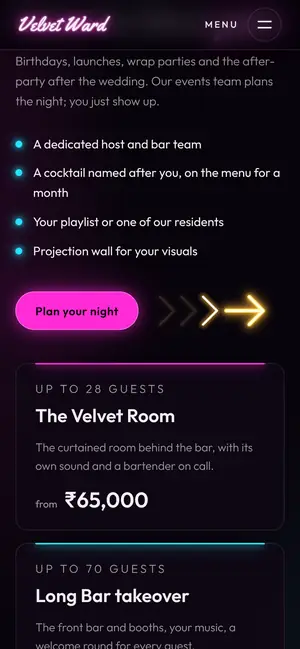 Velvet Ward
MENU
Birthdays, launches, wrap parties and the after-
party after the wedding. Our events team plans
the night; you just show up.
A dedicated host and bar team
A cocktail named after you, on the menu for a
month
Your playlist or one of our residents
Projection wall for your visuals
Plan your night
UP TO 28 GUESTS
The Velvet Room
The curtained room behind the bar, with its
own sound and a bartender on call.
from ₹65,000
UP TO 70 GUESTS
Long Bar takeover
The front bar and booths, your music, a
welcome round for every guest.